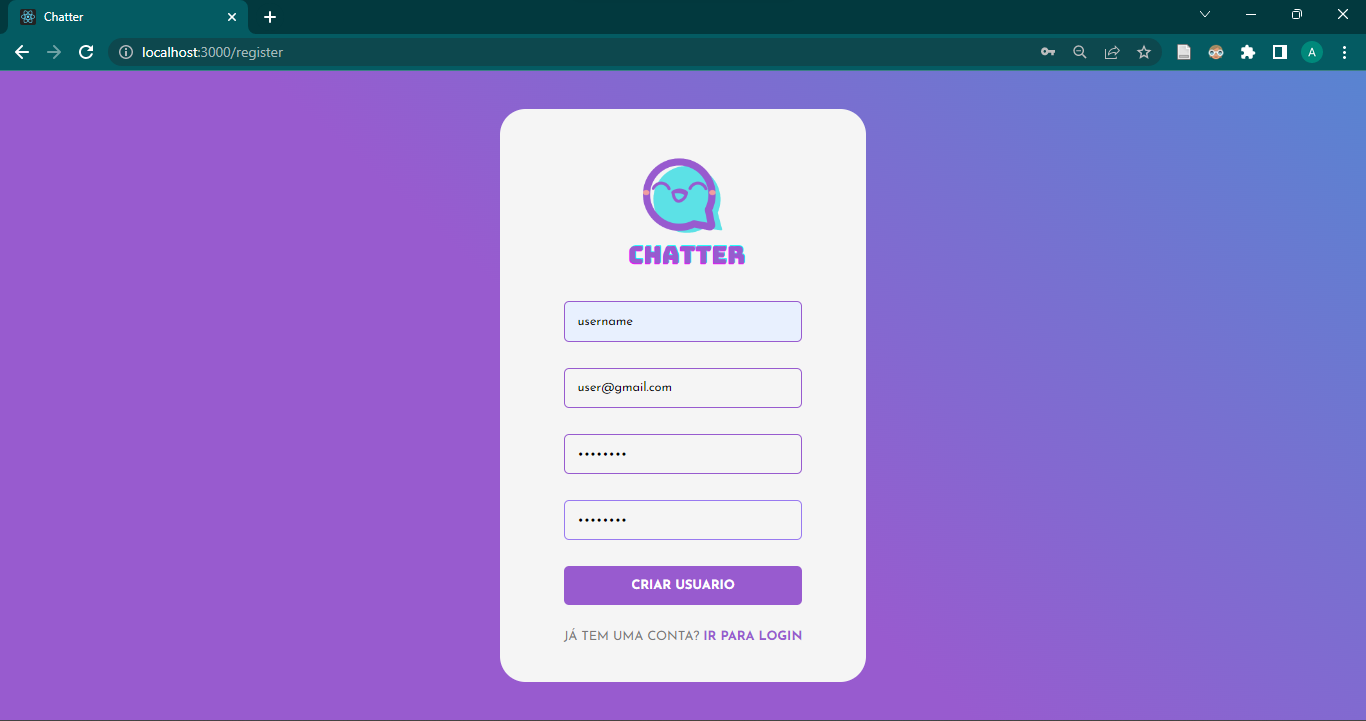 Chatter
localhost:3000/register
A
CHATTER
username
user@gmail.com
••••••••
••••••••
CRIAR USUARIO
JÁ TEM UMA CONTA? IR PARA LOGIN